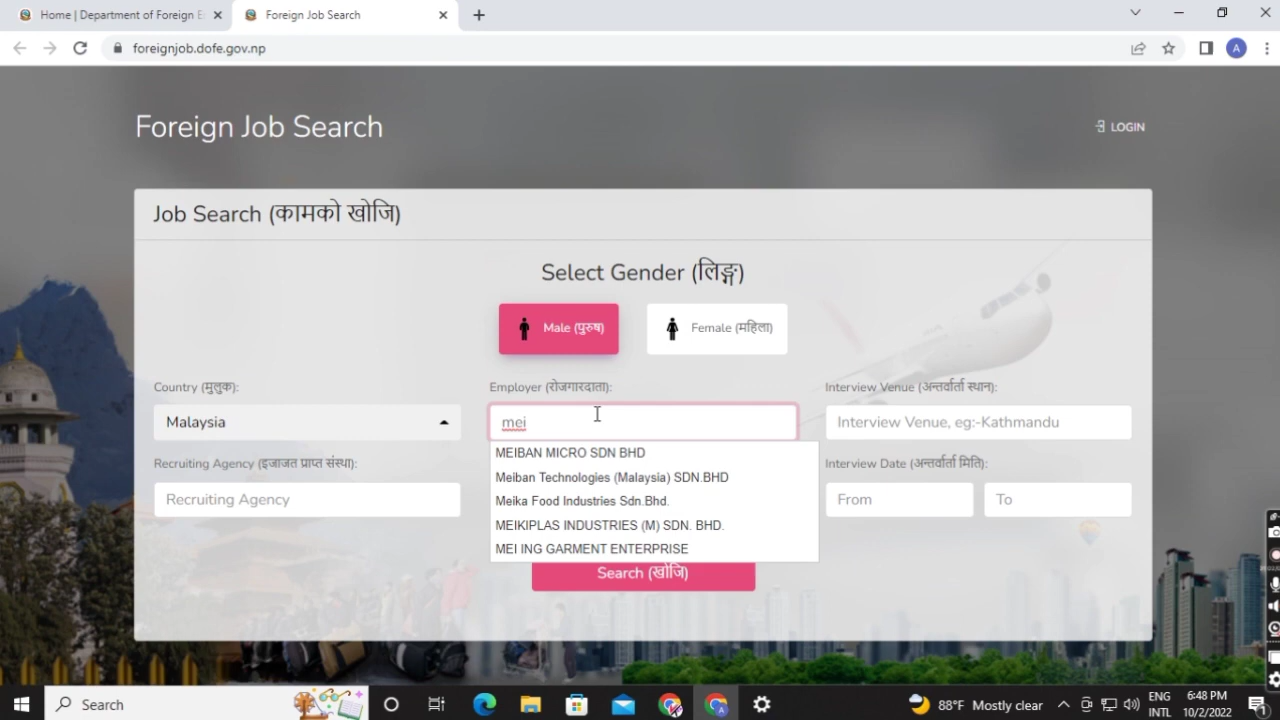 Home | Department of Foreign E
Foreign Job Search
foreignjob.dofe.gov.np
A
Foreign Job Search
LOGIN
Job Search (कामको खोजि)
Select Gender (लिङ्ग)
Male (पुरुष)
Female (महिला)
Country (मुलुक):
Employer (रोजगारदाता):
Interview Venue (अन्तर्वार्ता स्थान):
Malaysia
mei
Interview Venue, eg:-Kathmandu
MEIBAN MICRO SDN BHD
Meiban Technologies (Malaysia) SDN.BHD
Meika Food Industries Sdn.Bhd.
MEIKIPLAS INDUSTRIES (M) SDN. BHD.
MEI ING GARMENT ENTERPRISE
Recruiting Agency (इजाजत प्राप्त संस्था):
Interview Date (अन्तर्वार्ता मिति):
Recruiting Agency
From
To
Search (खोजि)
Search
88°F Mostly clear
ENG
INTL
6:48 PM
10/2/2022
1